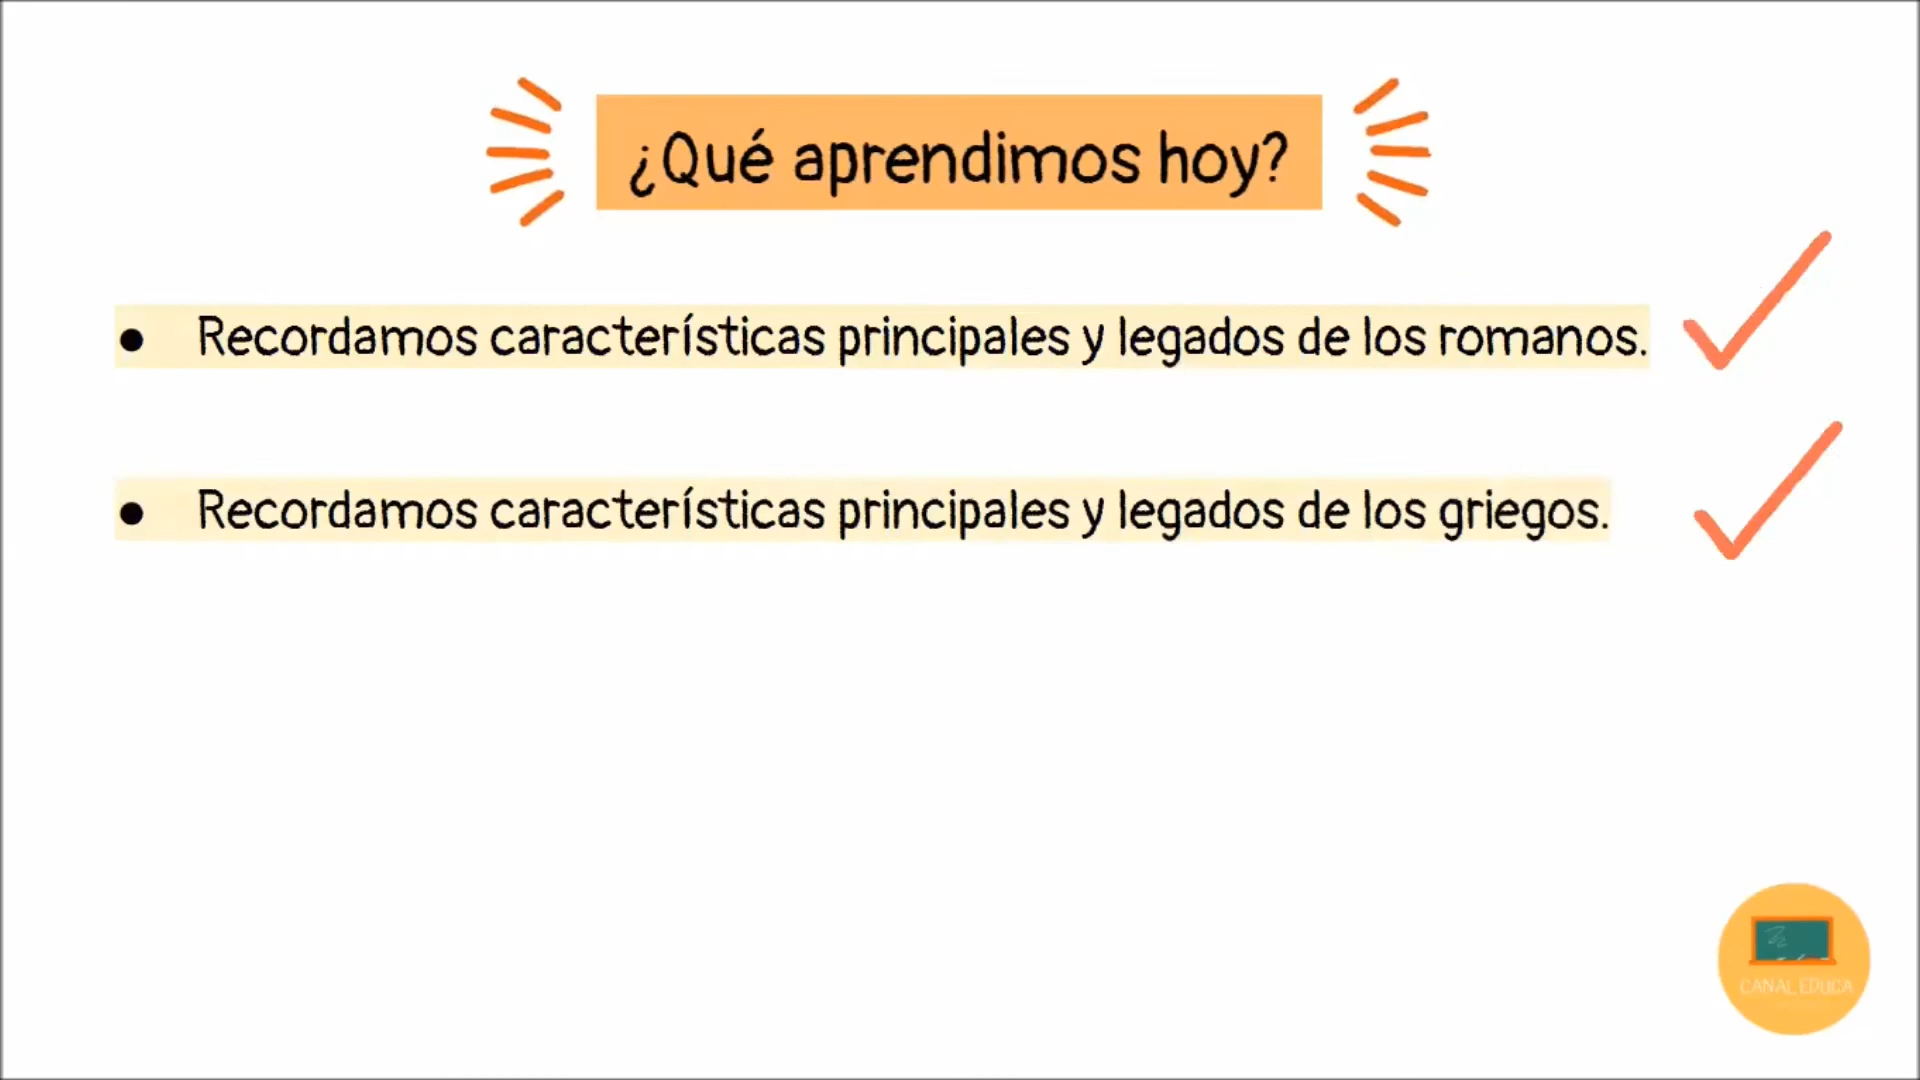 ¿Qué aprendimos hoy?
● Recordamos características principales y legados de los romanos.
● Recordamos características principales y legados de los griegos.
CANAL EDUCA